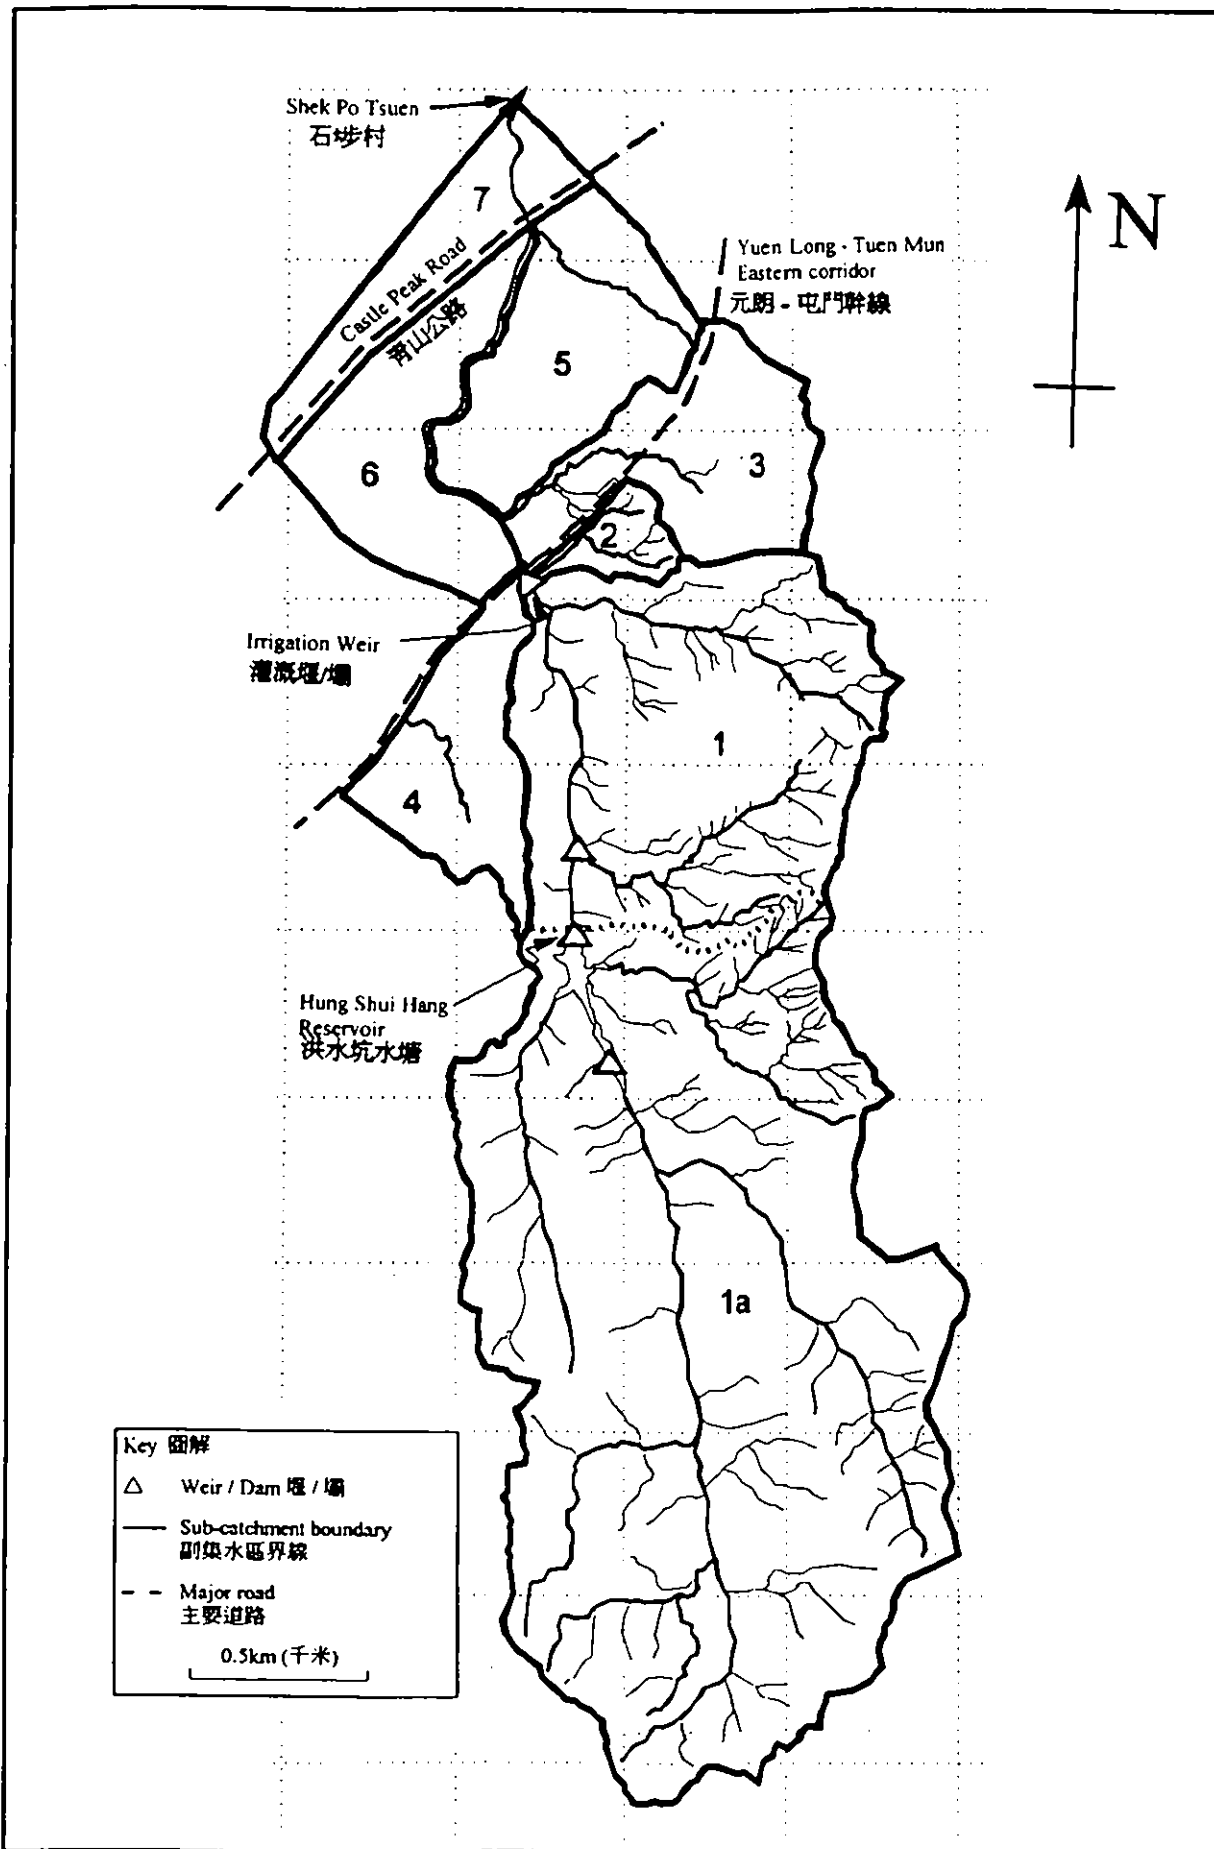 Shek Po Tsuen
石埗村
N
7
Castle Peak Road
青山公路
Yuen Long - Tuen Mun
Eastern corridor
元朗 - 屯門幹線
5
3
6
2
Irrigation Weir
灌溉堰/壩
1
4
Hung Shui Hang
Reservoir
洪水坑水塘
1a
Key 圖解
Weir / Dam 堰 / 壩
Sub-catchment boundary
副集水區界線
Major road
主要道路
0.5km (千米)